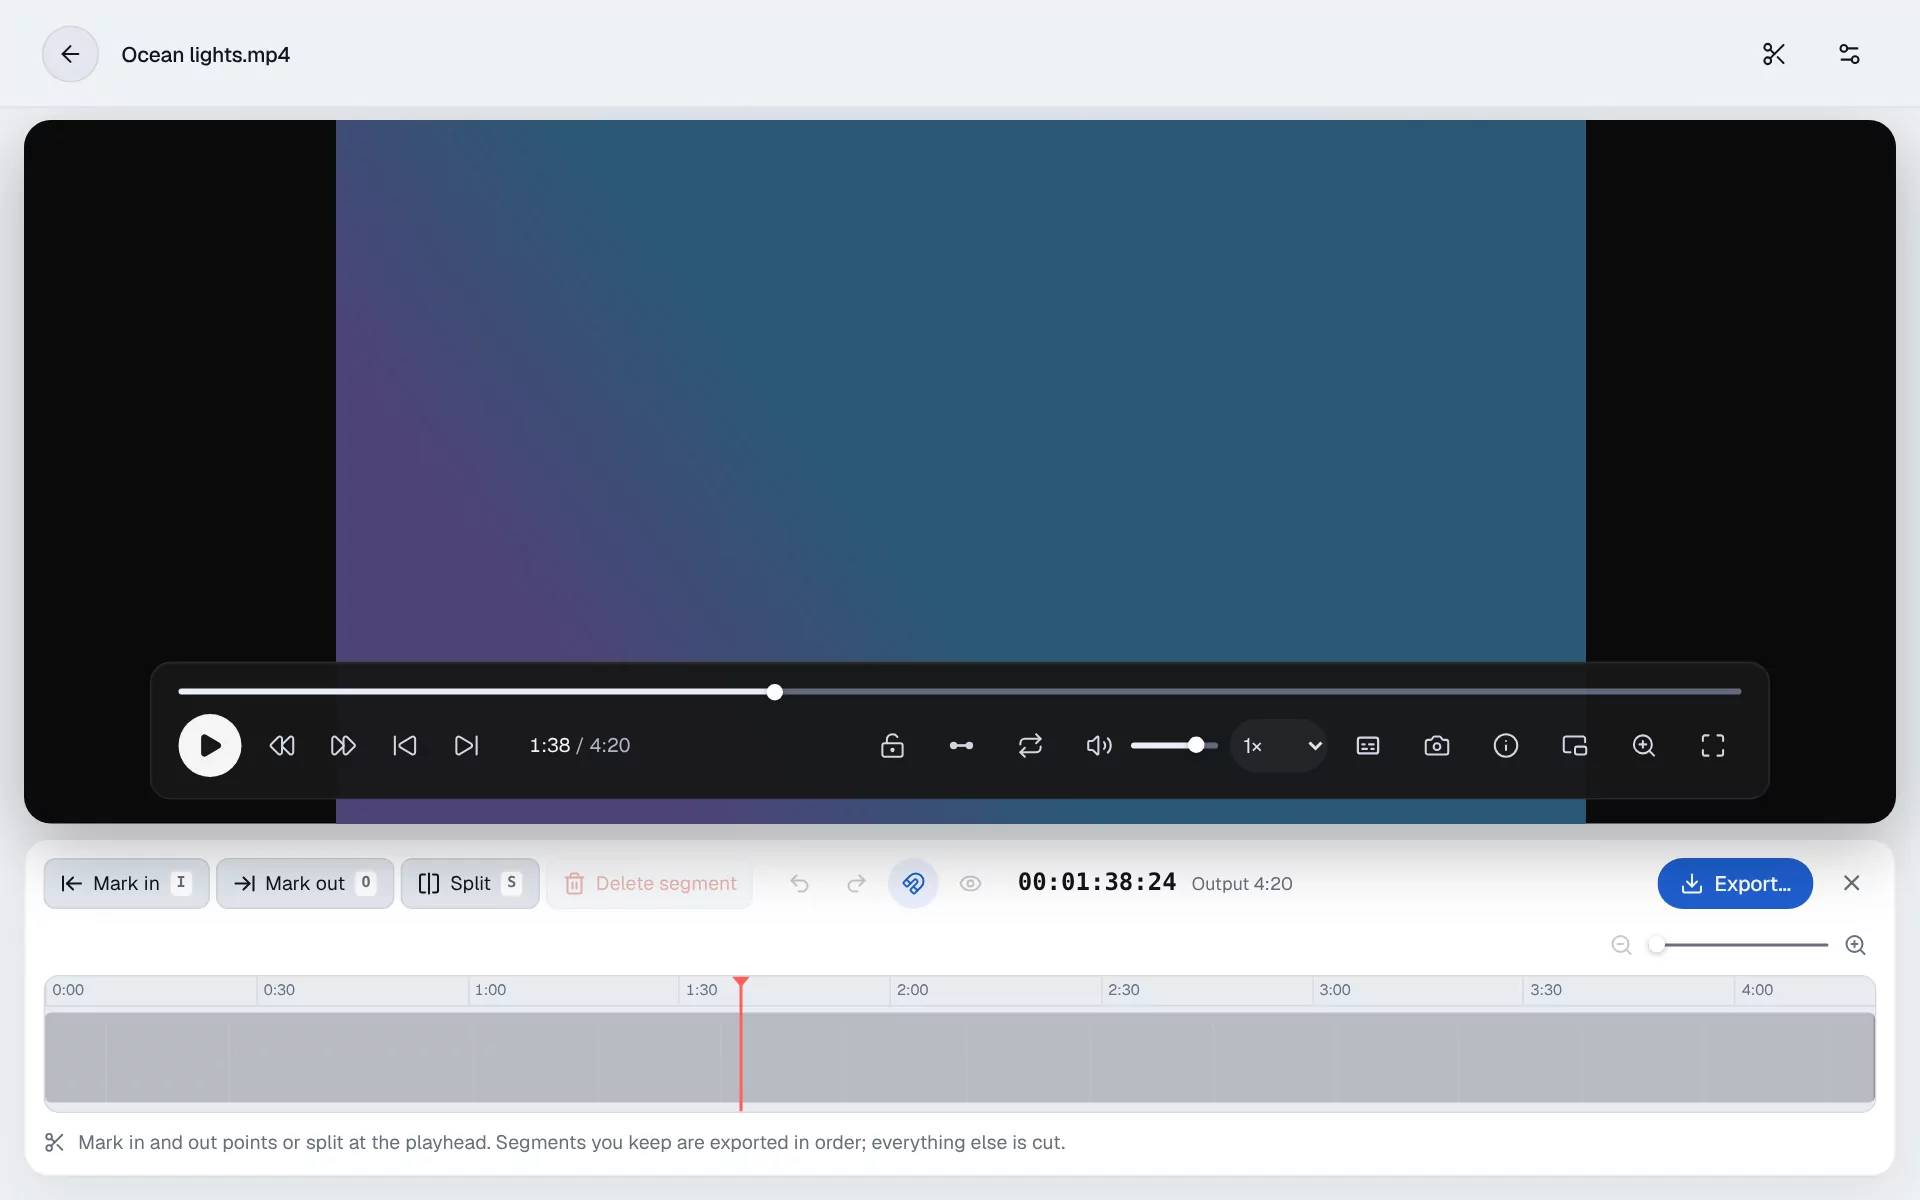 Ocean lights.mp4
1:38 / 4:20
1×
Mark in I
Mark out O
Split S
Delete segment
00:01:38:24
Output 4:20
Export...
0:00 0:30 1:00 1:30 2:00 2:30 3:00 3:30 4:00
Mark in and out points or split at the playhead. Segments you keep are exported in order; everything else is cut.